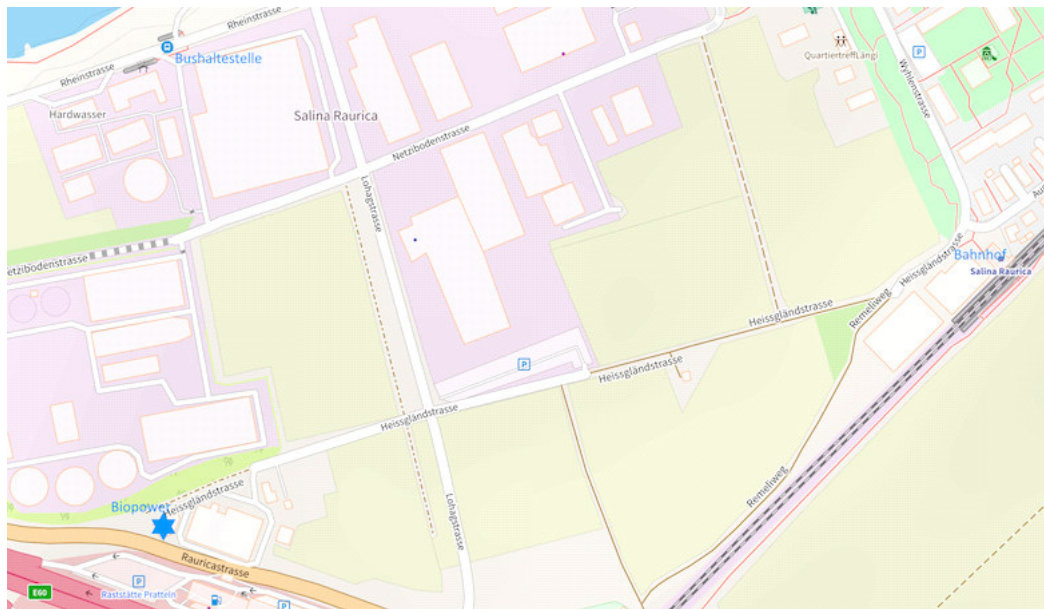 Rheinstrasse
Bushaltestelle
Rheinstrasse
Hardwasser
Salina Raurica
P
QuartiertreffLängi
Wyhlenstrasse
Netzibodenstrasse
Lohagstrasse
Netzibodenstrasse
Heissgländstrasse
Bahnhof
Salina Raurica
Remeliweg
Heissgländstrasse
P
Heissgländstrasse
Heissgländstrasse
Remeliweg
Heissgländstrasse
Biopower
Lohagstrasse
Rauricastrasse
P
Raststätte Pratteln
E60
P